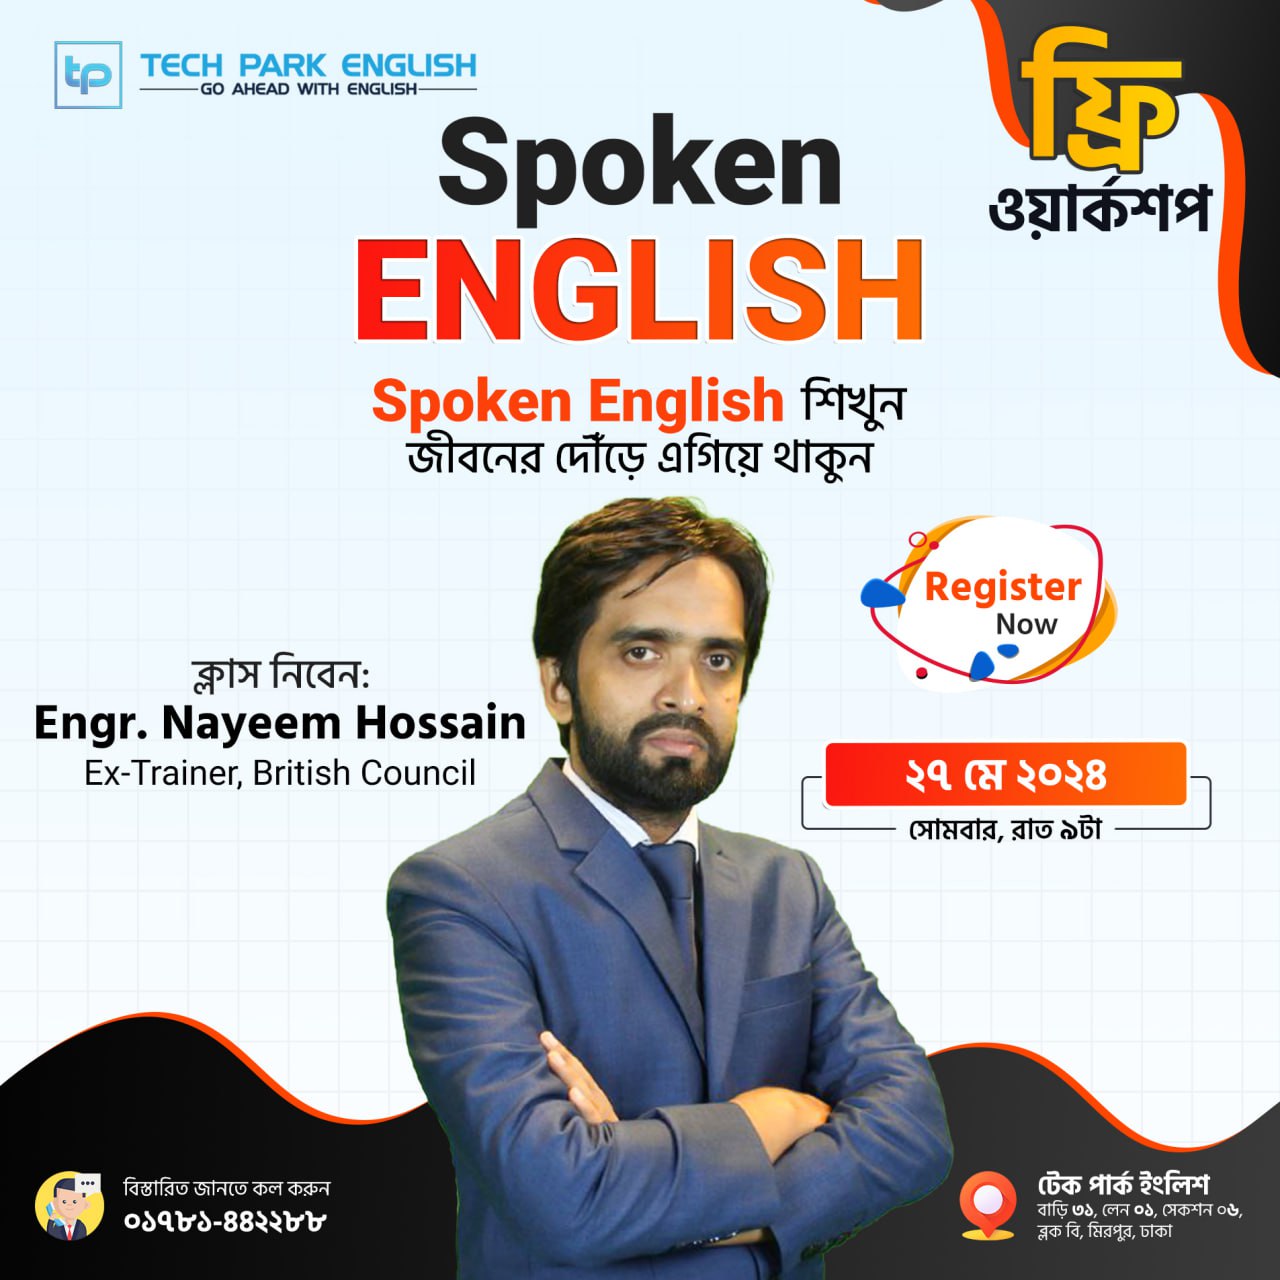 TECH PARK ENGLISH
GO AHEAD WITH ENGLISH
ফ্রি
ওয়ার্কশপ
Spoken
ENGLISH
Spoken English শিখুন
জীবনের দৌঁড়ে এগিয়ে থাকুন
Register
Now
ক্লাস নিবেন:
Engr. Nayeem Hossain
Ex-Trainer, British Council
২৭ মে ২০২৪
সোমবার, রাত ৯টা
বিস্তারিত জানতে কল করুন
০১৭৮১-৪৪২২৮৮
টেক পার্ক ইংলিশ
বাড়ি ৩১, লেন ০১, সেকশন ০৬,
ব্লক বি, মিরপুর, ঢাকা